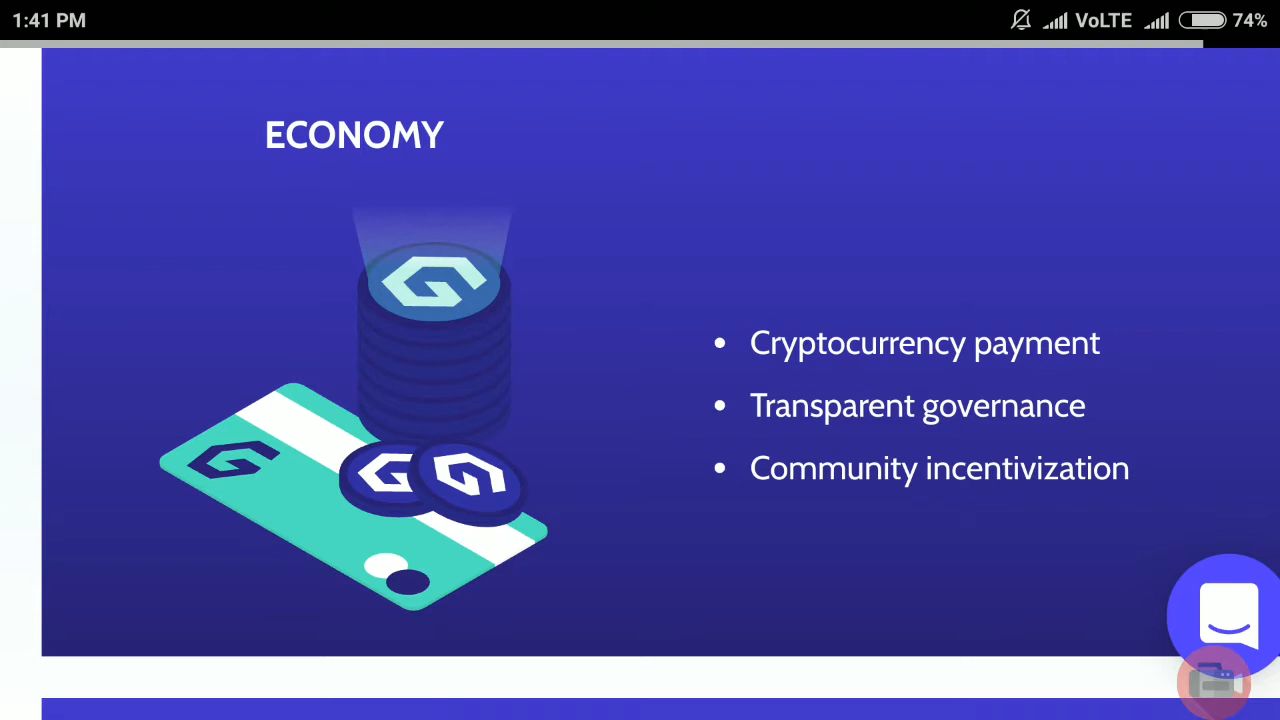 1:41 PM VoLTE 74%
ECONOMY
Cryptocurrency payment
Transparent governance
Community incentivization